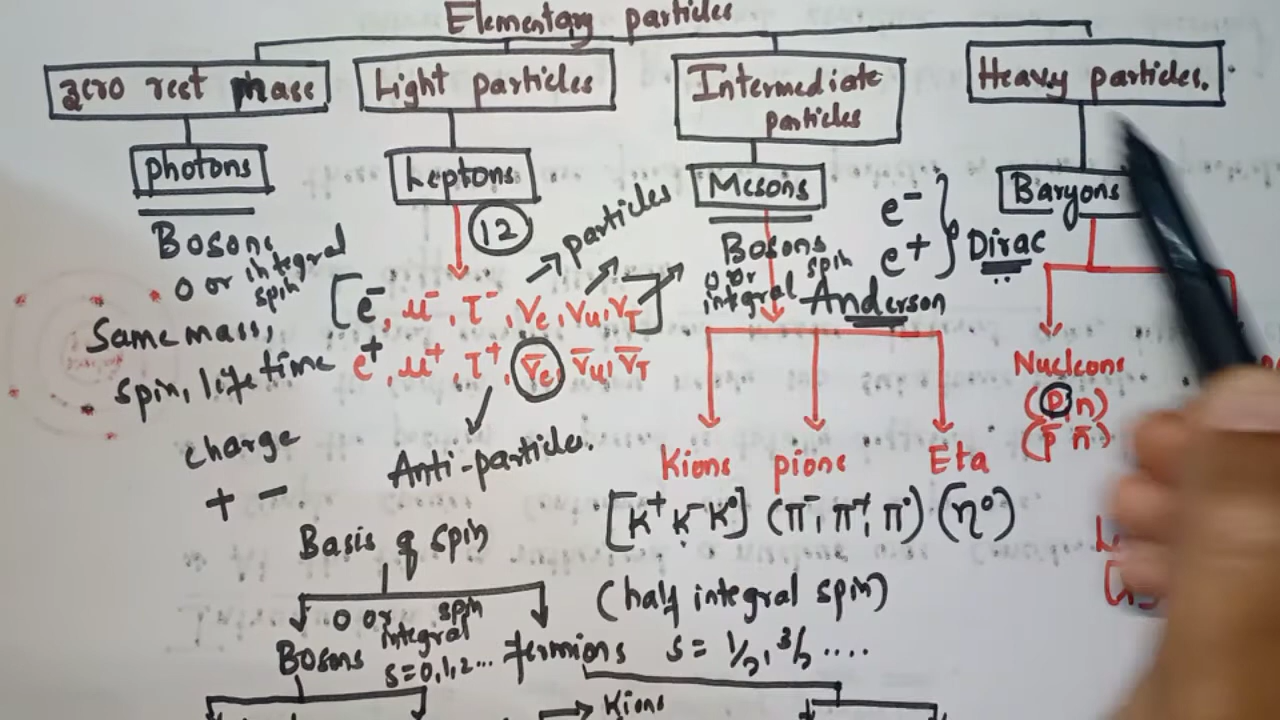 Elementary particles
zero rest mass
Light particles
Intermediate
particles
Heavy particles.
photons
Leptons
Mesons
Baryons
Bosons
0 or integral
spin
12
particles
Bosons
0 or
integral spin
e⁻
e⁺
Dirac
Anderson
[e⁻, μ⁻, τ⁻, νe, νu, ντ]
e⁺, μ⁺, τ⁺, ν̄e, ν̄u, ν̄τ
Same mass,
spin, life time
charge
+ −
Anti-particles.
Nucleons
(p, n)
(p̄ n̄)
Kions
pions
Eta
[K⁺ K⁻ K⁰] (π⁻, π⁺, π⁰) (η⁰)
Basis of spin
0 or spin
integral
Bosons s=0,1,2...
Fermions
(half integral spin)
s = 1/2, 3/2 ....
Kions